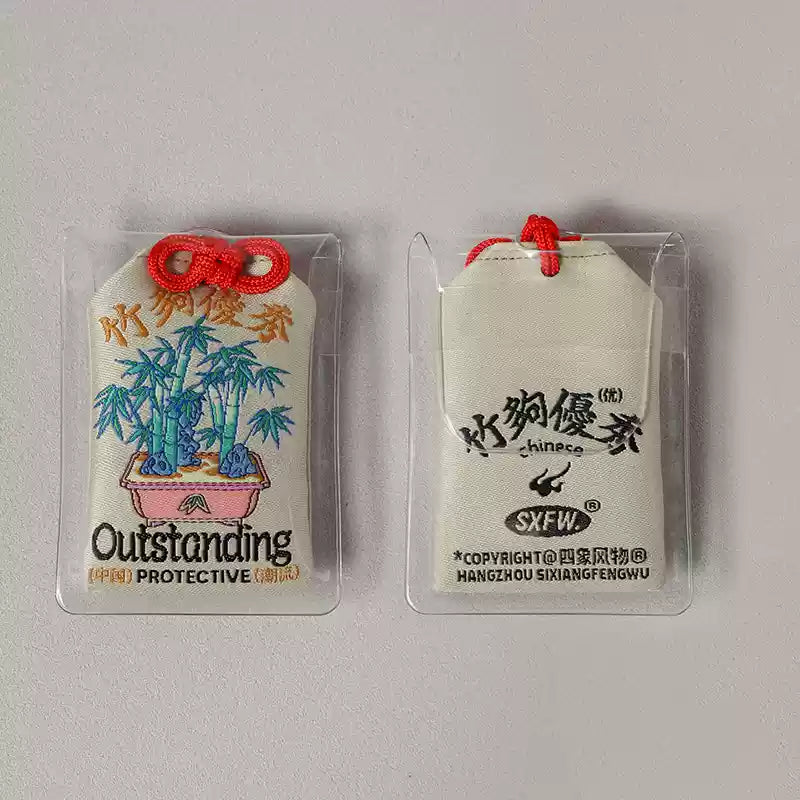 竹夠優秀
Outstanding
(中国) PROTECTIVE (潮流)
竹夠優(优)秀
chinece
SXFW.®
*COPYRIGHT@四象风物®
HANGZHOU SIXIANGFENGWU